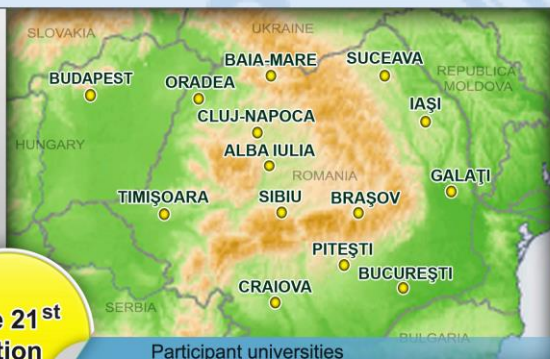 SLOVAKIA
UKRAINE
BAIA-MARE
SUCEAVA
BUDAPEST
ORADEA
REPUBLICA
MOLDOVA
IAŞI
CLUJ-NAPOCA
HUNGARY
ALBA IULIA
ROMANIA
GALAŢI
TIMIŞOARA
SIBIU
BRAŞOV
PITEŞTI
BUCUREŞTI
CRAIOVA
SERBIA
21st
BULGARIA
Participant universities